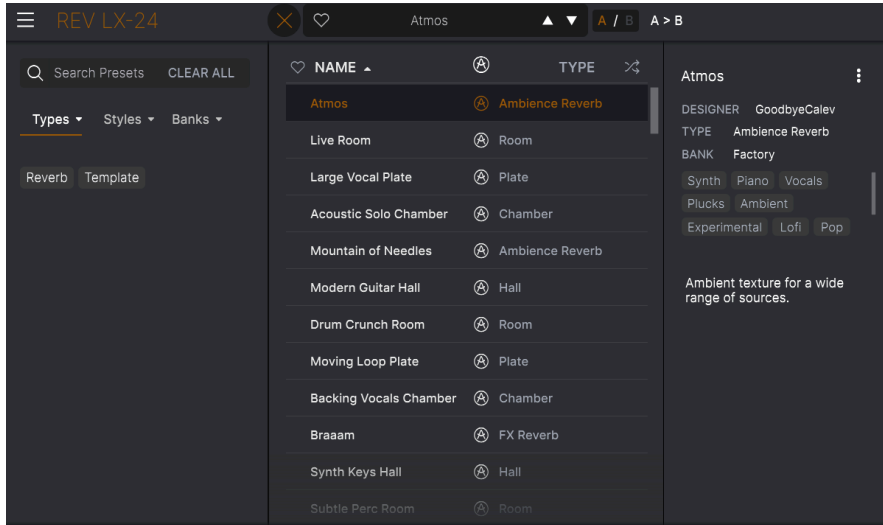 REV LX-24
Atmos
A / B A > B
Search Presets CLEAR ALL
Types Styles Banks
Reverb Template
NAME TYPE
Atmos Ambience Reverb
Live Room Room
Large Vocal Plate Plate
Acoustic Solo Chamber Chamber
Mountain of Needles Ambience Reverb
Modern Guitar Hall Hall
Drum Crunch Room Room
Moving Loop Plate Plate
Backing Vocals Chamber Chamber
Braaam FX Reverb
Synth Keys Hall Hall
Subtle Perc Room Room
Atmos
DESIGNER GoodbyeCalev
TYPE Ambience Reverb
BANK Factory
Synth Piano Vocals
Plucks Ambient
Experimental Lofi Pop
Ambient texture for a wide
range of sources.